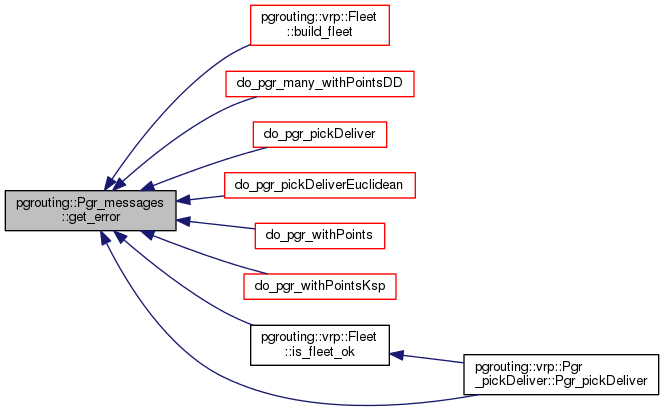 pgrouting::vrp::Fleet
::build_fleet
do_pgr_many_withPointsDD
do_pgr_pickDeliver
do_pgr_pickDeliverEuclidean
pgrouting::Pgr_messages
::get_error
do_pgr_withPoints
do_pgr_withPointsKsp
pgrouting::vrp::Fleet
::is_fleet_ok
pgrouting::vrp::Pgr
_pickDeliver::Pgr_pickDeliver